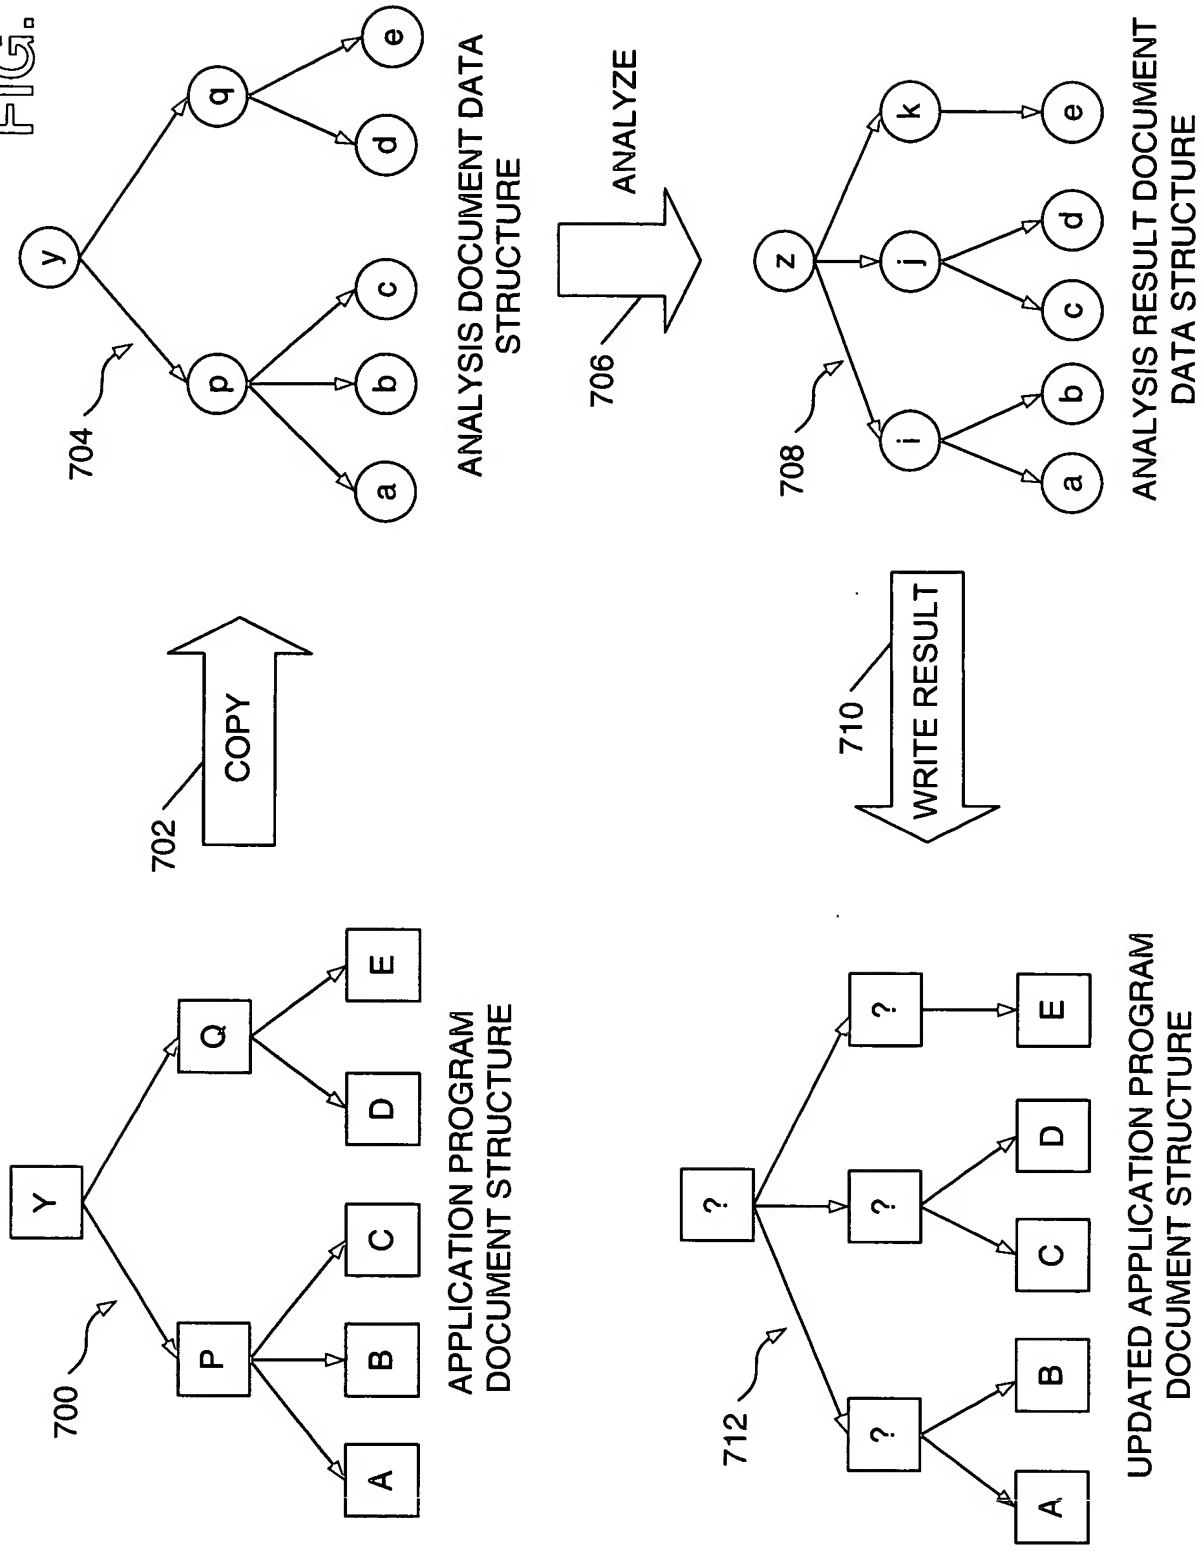 FIG.
700
Y
P
Q
A
B
C
D
E
APPLICATION PROGRAM
DOCUMENT STRUCTURE
702
COPY
704
y
p
q
a
b
c
d
e
ANALYSIS DOCUMENT DATA
STRUCTURE
706
ANALYZE
708
z
i
j
k
a
b
c
d
e
ANALYSIS RESULT DOCUMENT
DATA STRUCTURE
710
WRITE RESULT
712
?
?
?
?
A
B
C
D
E
UPDATED APPLICATION PROGRAM
DOCUMENT STRUCTURE